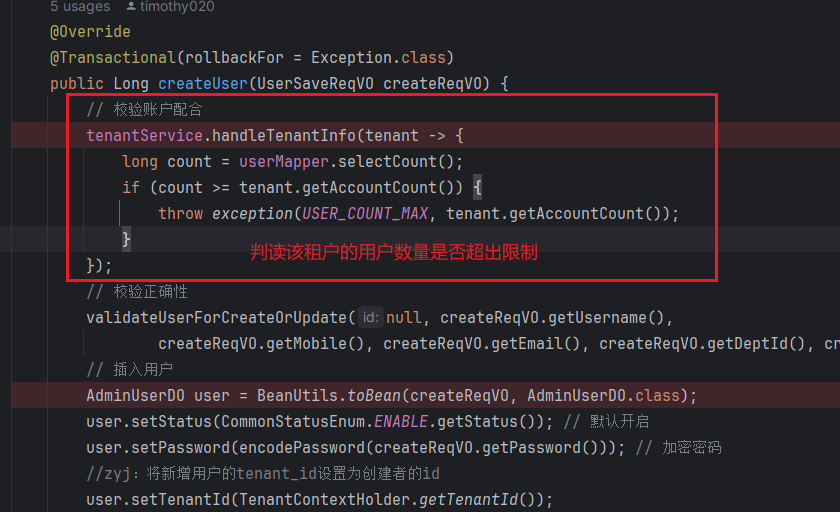 5 usages timothy020
@Override
@Transactional(rollbackFor = Exception.class)
public Long createUser(UserSaveReqVO createReqVO) {
// 校验账户配合
tenantService.handleTenantInfo(tenant -> {
long count = userMapper.selectCount();
if (count >= tenant.getAccountCount()) {
throw exception(USER_COUNT_MAX, tenant.getAccountCount());
}
判读该租户的用户数量是否超出限制
});
// 校验正确性
validateUserForCreateOrUpdate( id: null, createReqVO.getUsername(),
createReqVO.getMobile(), createReqVO.getEmail(), createReqVO.getDeptId(), cr
// 插入用户
AdminUserDO user = BeanUtils.toBean(createReqVO, AdminUserDO.class);
user.setStatus(CommonStatusEnum.ENABLE.getStatus()); // 默认开启
user.setPassword(encodePassword(createReqVO.getPassword())); // 加密密码
//zyj：将新增用户的tenant_id设置为创建者的id
user.setTenantId(TenantContextHolder.getTenantId());